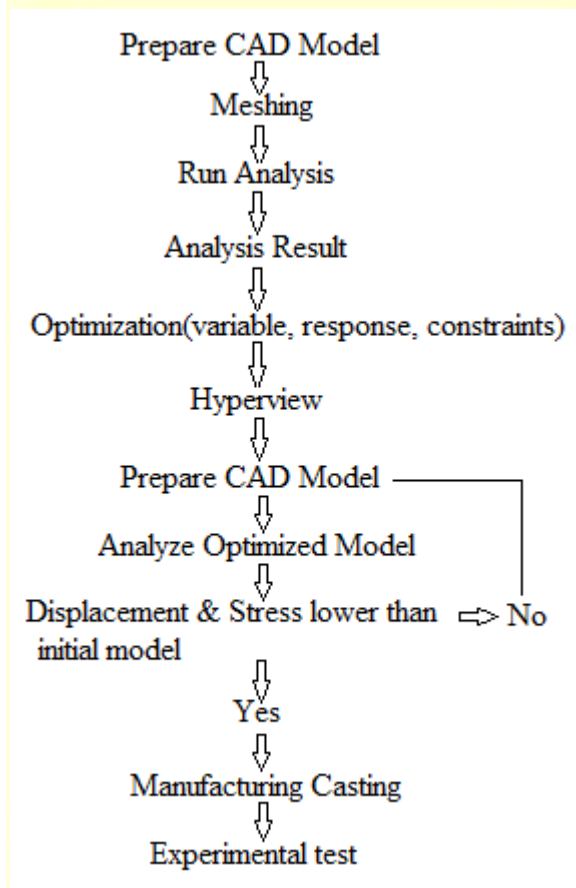 Prepare CAD Model
Meshing
Run Analysis
Analysis Result
Optimization(variable, response, constraints)
Hyperview
Prepare CAD Model
Analyze Optimized Model
Displacement & Stress lower than
initial model
No
Yes
Manufacturing Casting
Experimental test